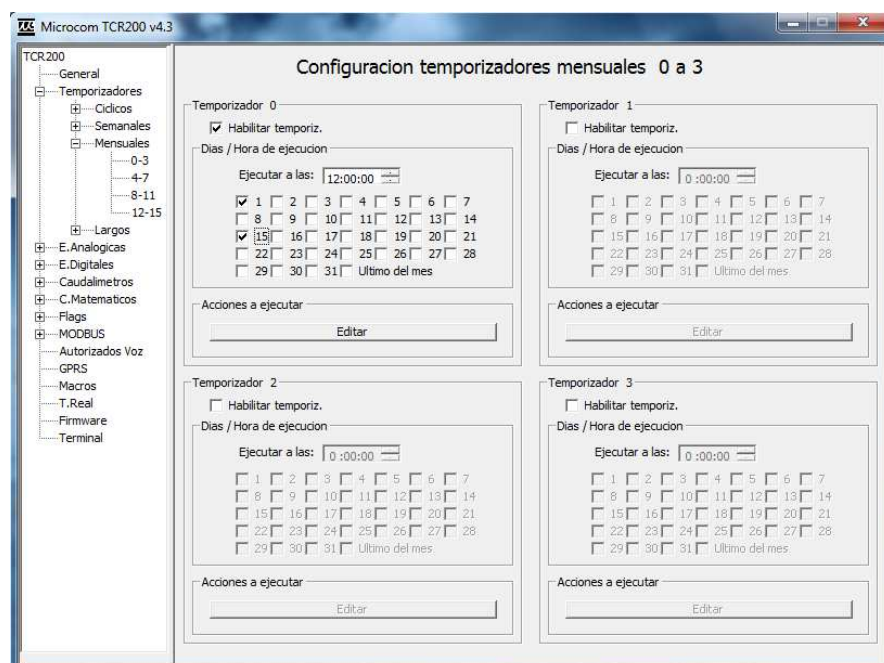 Microcom TCR200 v4.3
TCR200
General
Temporizadores
Ciclicos
Semanales
Mensuales
0-3
4-7
8-11
12-15
Largos
E.Analogicas
E.Digitales
Caudalimetros
C.Matematicos
Flags
MODBUS
Autorizados Voz
GPRS
Macros
T.Real
Firmware
Terminal
Configuracion temporizadores mensuales 0 a 3
Temporizador 0
Habilitar temporiz.
Dias / Hora de ejecucion
Ejecutar a las: 12:00:00
1 2 3 4 5 6 7
8 9 10 11 12 13 14
15 16 17 18 19 20 21
22 23 24 25 26 27 28
29 30 31 Ultimo del mes
Acciones a ejecutar
Editar
Temporizador 1
Habilitar temporiz.
Dias / Hora de ejecucion
Ejecutar a las: 0 :00:00
1 2 3 4 5 6 7
8 9 10 11 12 13 14
15 16 17 18 19 20 21
22 23 24 25 26 27 28
29 30 31 Ultimo del mes
Acciones a ejecutar
Editar
Temporizador 2
Habilitar temporiz.
Dias / Hora de ejecucion
Ejecutar a las: 0 :00:00
1 2 3 4 5 6 7
8 9 10 11 12 13 14
15 16 17 18 19 20 21
22 23 24 25 26 27 28
29 30 31 Ultimo del mes
Acciones a ejecutar
Editar
Temporizador 3
Habilitar temporiz.
Dias / Hora de ejecucion
Ejecutar a las: 0 :00:00
1 2 3 4 5 6 7
8 9 10 11 12 13 14
15 16 17 18 19 20 21
22 23 24 25 26 27 28
29 30 31 Ultimo del mes
Acciones a ejecutar
Editar